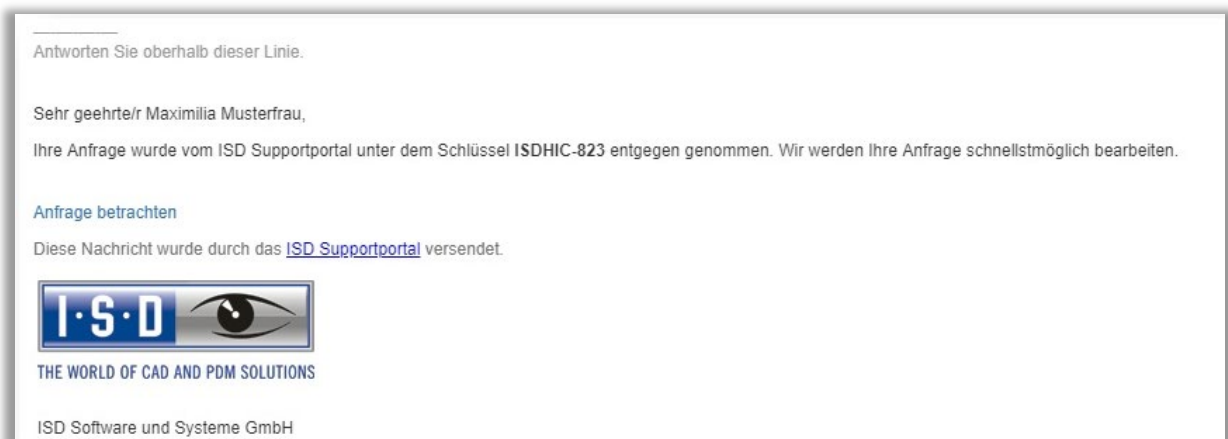 Antworten Sie oberhalb dieser Linie.
Sehr geehrte/r Maximilia Musterfrau,
Ihre Anfrage wurde vom ISD Supportportal unter dem Schlüssel ISDHIC-823 entgegen genommen. Wir werden Ihre Anfrage schnellstmöglich bearbeiten.
Anfrage betrachten
Diese Nachricht wurde durch das ISD Supportportal versendet.
I·S·D
THE WORLD OF CAD AND PDM SOLUTIONS
ISD Software und Systeme GmbH